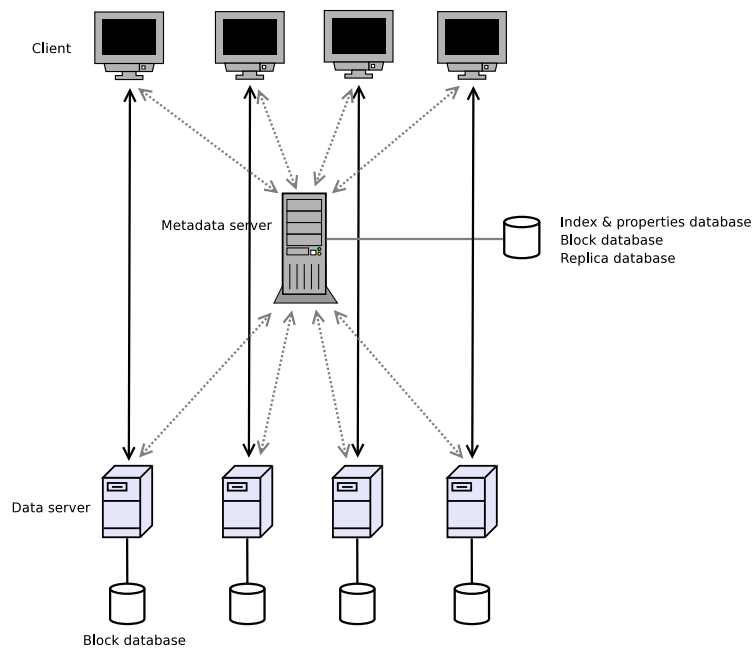 Client
Metadata server
Index & properties database
Block database
Replica database
Data server
Block database